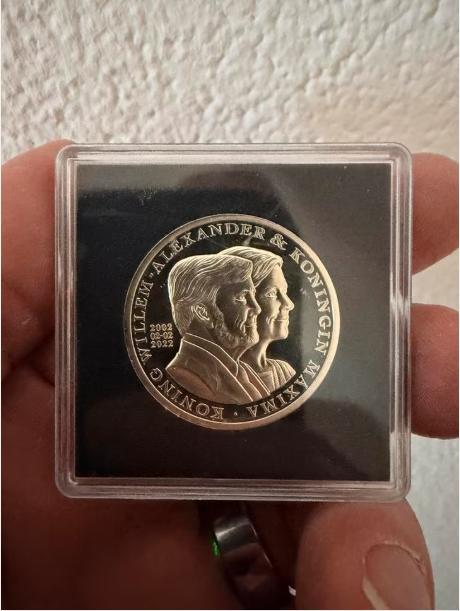 KONING WILLEM-ALEXANDER & KONINGIN MAXIMA •
2002
02-02
2022